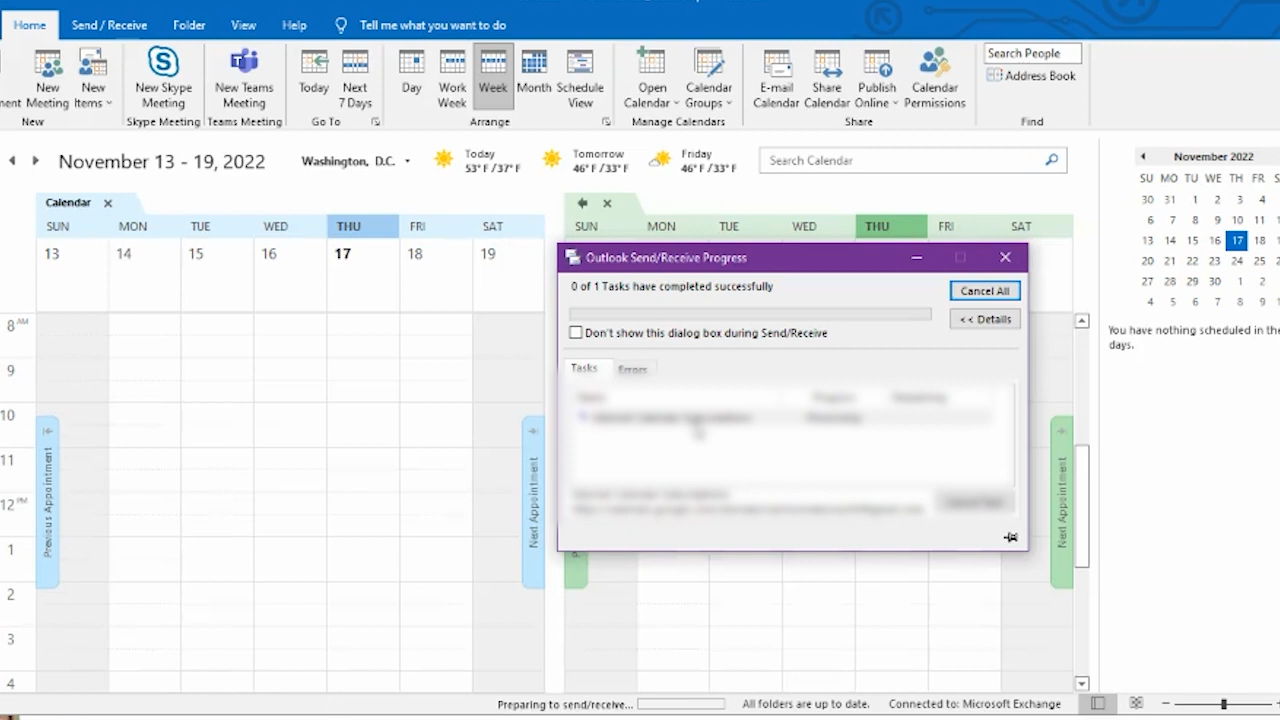 Home Send / Receive Folder View Help Tell me what you want to do
ment New Meeting New Items New Skype Meeting New Teams Meeting Today Next 7 Days Day Work Week Week Month Schedule View Open Calendar Calendar Groups E-mail Calendar Share Calendar Publish Online Calendar Permissions Search People
Address Book
New Skype Meeting Teams Meeting Go To Arrange Manage Calendars Share Find
November 13 - 19, 2022 Washington, D.C. Today 53° F / 37° F Tomorrow 46° F / 33° F Friday 46° F / 33° F Search Calendar
November 2022
SU MO TU WE TH FR S
30 31 1 2 3 4
6 7 8 9 10 11
13 14 15 16 17 18
20 21 22 23 24 25
27 28 29 30 1 2
4 5 6 7 8 9
You have nothing scheduled in the
days.
Calendar
SUN MON TUE WED THU FRI SAT
13 14 15 16 17 18 19
SUN MON TUE WED THU FRI SAT
8 AM
9
10
11
12 PM
1
2
3
4
Previous Appointment
Next Appointment
Next Appointment
Outlook Send/Receive Progress
0 of 1 Tasks have completed successfully
Cancel All
<< Details
Don't show this dialog box during Send/Receive
Tasks Errors
Preparing to send/receive... All folders are up to date. Connected to: Microsoft Exchange